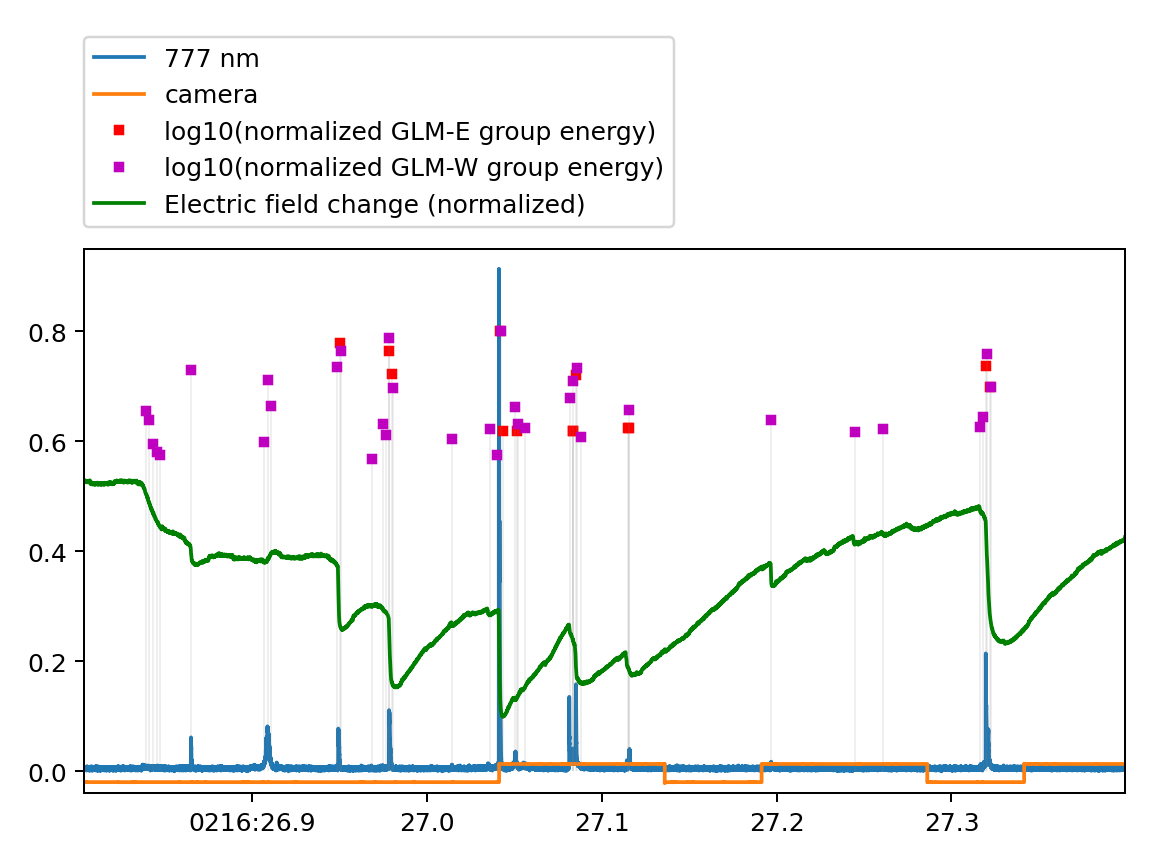 777 nm
camera
log10(normalized GLM-E group energy)
log10(normalized GLM-W group energy)
Electric field change (normalized)
0.8
0.6
0.4
0.2
0.0
0216:26.9 27.0 27.1 27.2 27.3